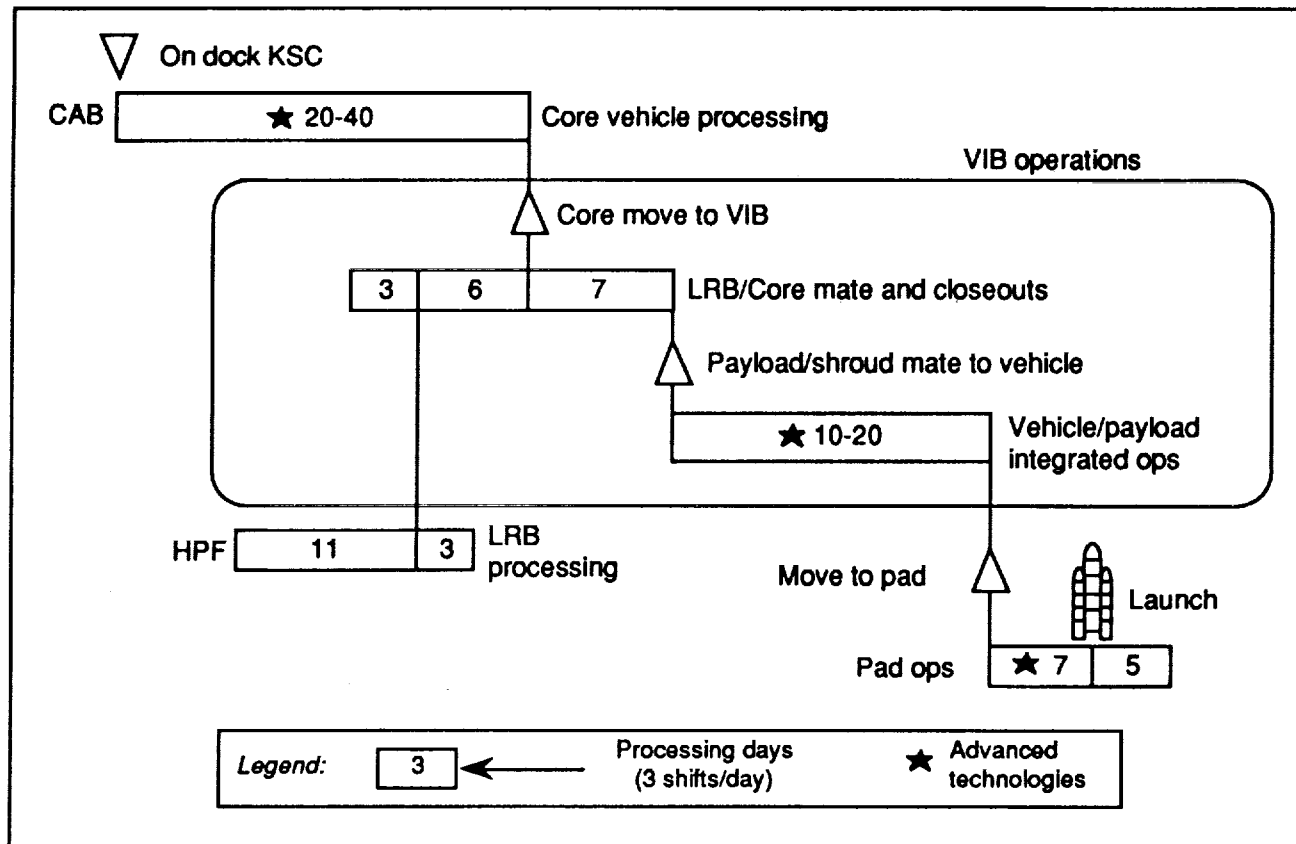 On dock KSC
CAB
★ 20-40
Core vehicle processing
VIB operations
Core move to VIB
3
6
7
LRB/Core mate and closeouts
Payload/shroud mate to vehicle
★ 10-20
Vehicle/payload
integrated ops
HPF
11
3
LRB
processing
Move to pad
Launch
Pad ops
★ 7
5
Legend:
3
Processing days
(3 shifts/day)
★ Advanced
technologies